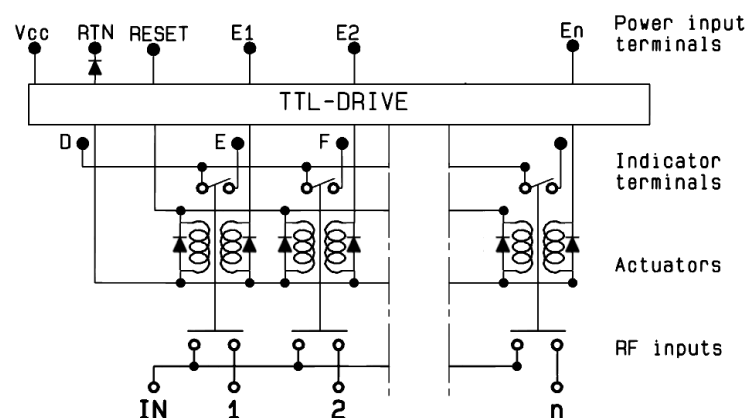 Vcc RTN RESET E1 E2 En Power input
terminals
TTL-DRIVE
D E F
Indicator
terminals
Actuators
RF inputs
IN 1 2 n